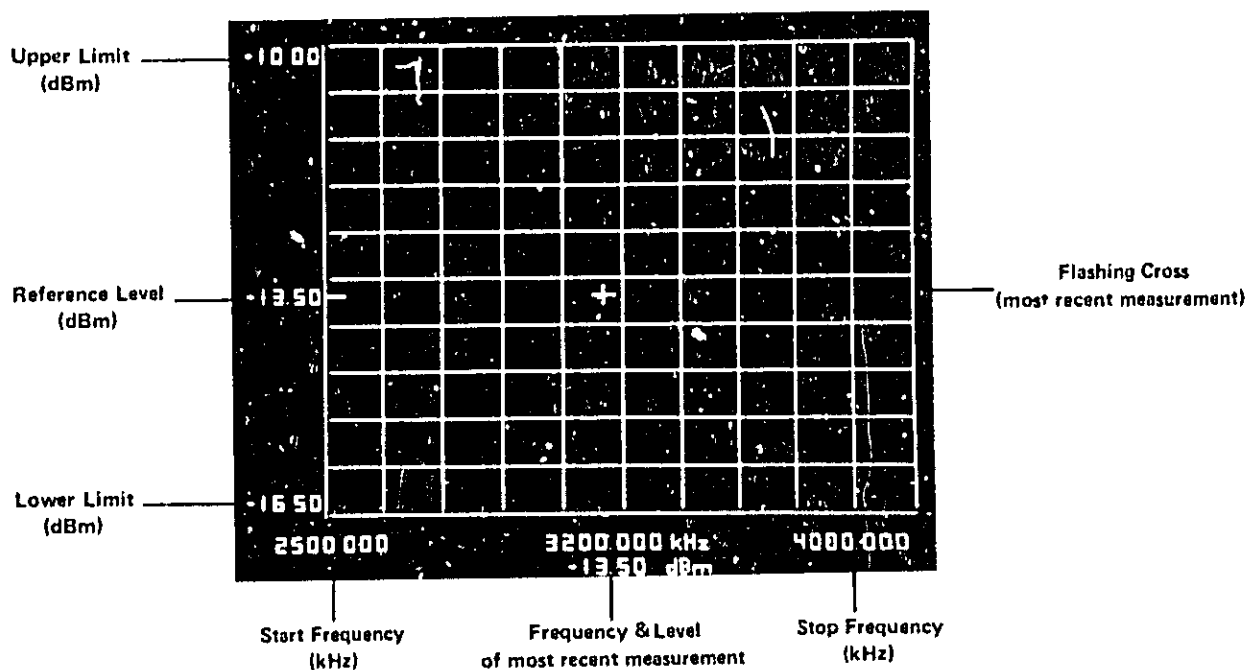 Upper Limit
(dBm)
-10.00
Reference Level
(dBm)
-13.50
Flashing Cross
(most recent measurement)
Lower Limit
(dBm)
-16.50
2500.000
3200.000 kHz
4000.000
-13.50 dBm
Start Frequency
(kHz)
Frequency & Level
of most recent measurement
Stop Frequency
(kHz)